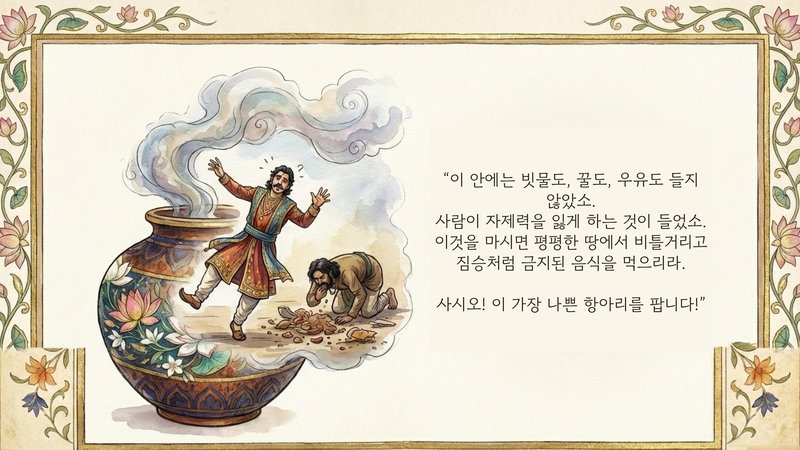 “이 안에는 빗물도, 꿀도, 우유도 들지
않았소.
사람이 자제력을 잃게 하는 것이 들었소.
이것을 마시면 평평한 땅에서 비틀거리고
짐승처럼 금지된 음식을 먹으리라.
사시오! 이 가장 나쁜 항아리를 팝니다!”